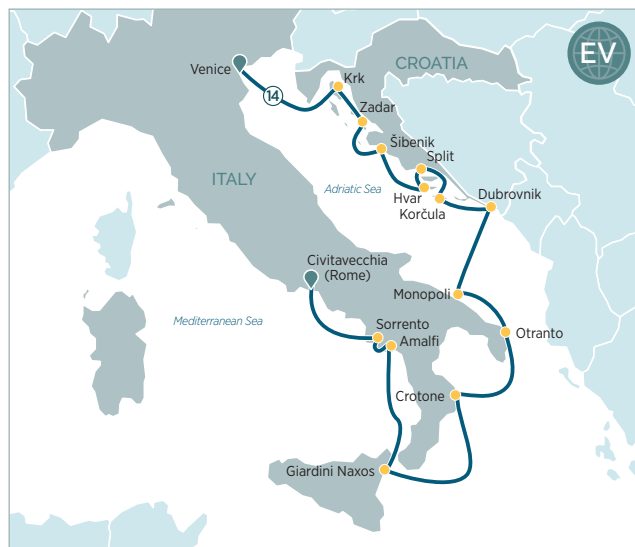 EV
CROATIA
Venice
Krk
14
Zadar
Šibenik
Split
ITALY
Adriatic Sea
Hvar
Dubrovnik
Korčula
Civitavecchia
(Rome)
Monopoli
Mediterranean Sea
Sorrento
Otranto
Amalfi
Crotone
Giardini Naxos